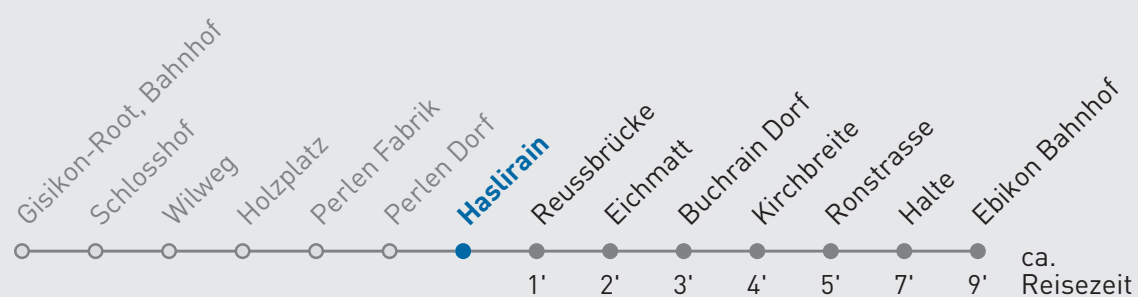 Gisikon-Root, Bahnhof
Schlosshof
Wilweg
Holzplatz
Perlen Fabrik
Perlen Dorf
Haslirain
Reussbrücke
Eichmatt
Buchrain Dorf
Kirchbreite
Ronstrasse
Halte
Ebikon Bahnhof
1' 2' 3' 4' 5' 7' 9'
ca.
Reisezeit